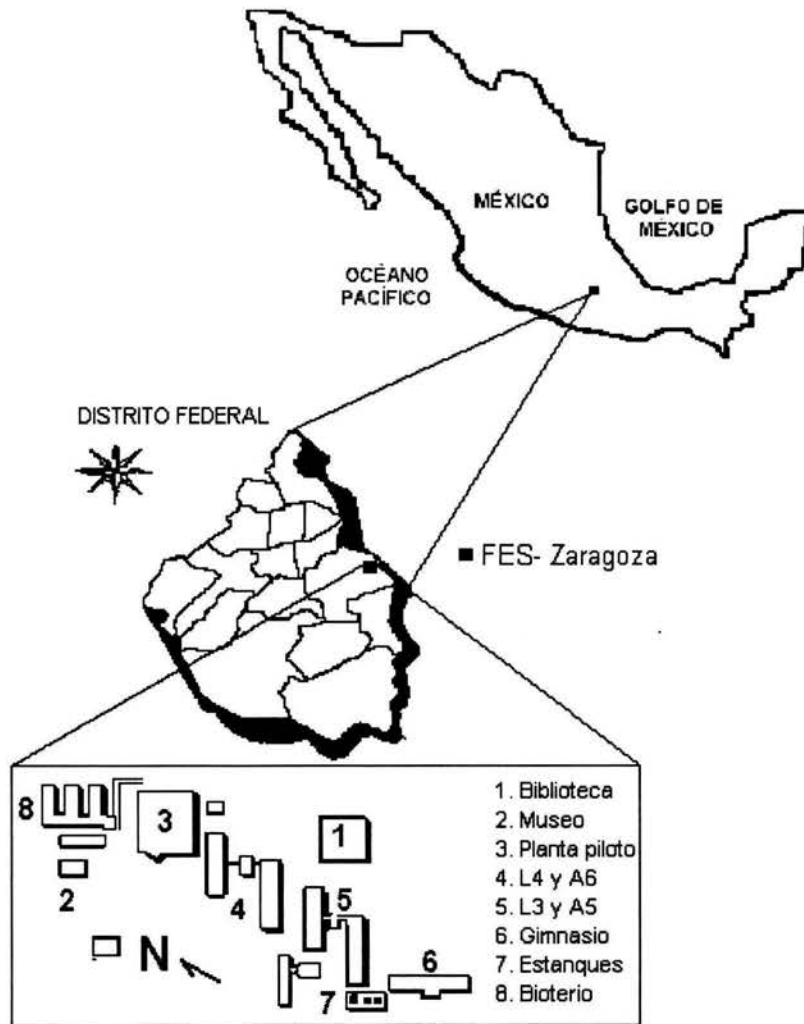 MÉXICO
GOLFO DE
MÉXICO
OCÉANO
PACÍFICO
DISTRITO FEDERAL
FES- Zaragoza
8
3
1
2
4
5
N
7
6
1. Biblioteca
2. Museo
3. Planta piloto
4. L4 y A6
5. L3 y A5
6. Gimnasio
7. Estanques
8. Bioterio